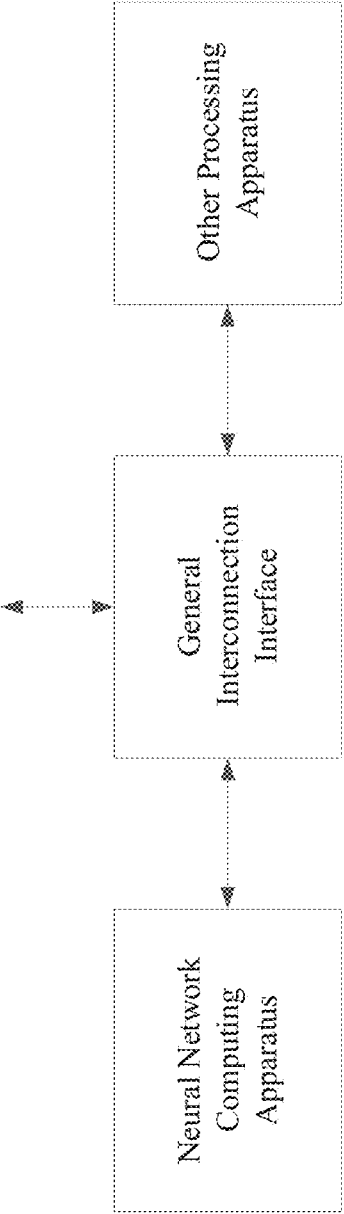 Neural Network
Computing
Apparatus
General
Interconnection
Interface
Other Processing
Apparatus